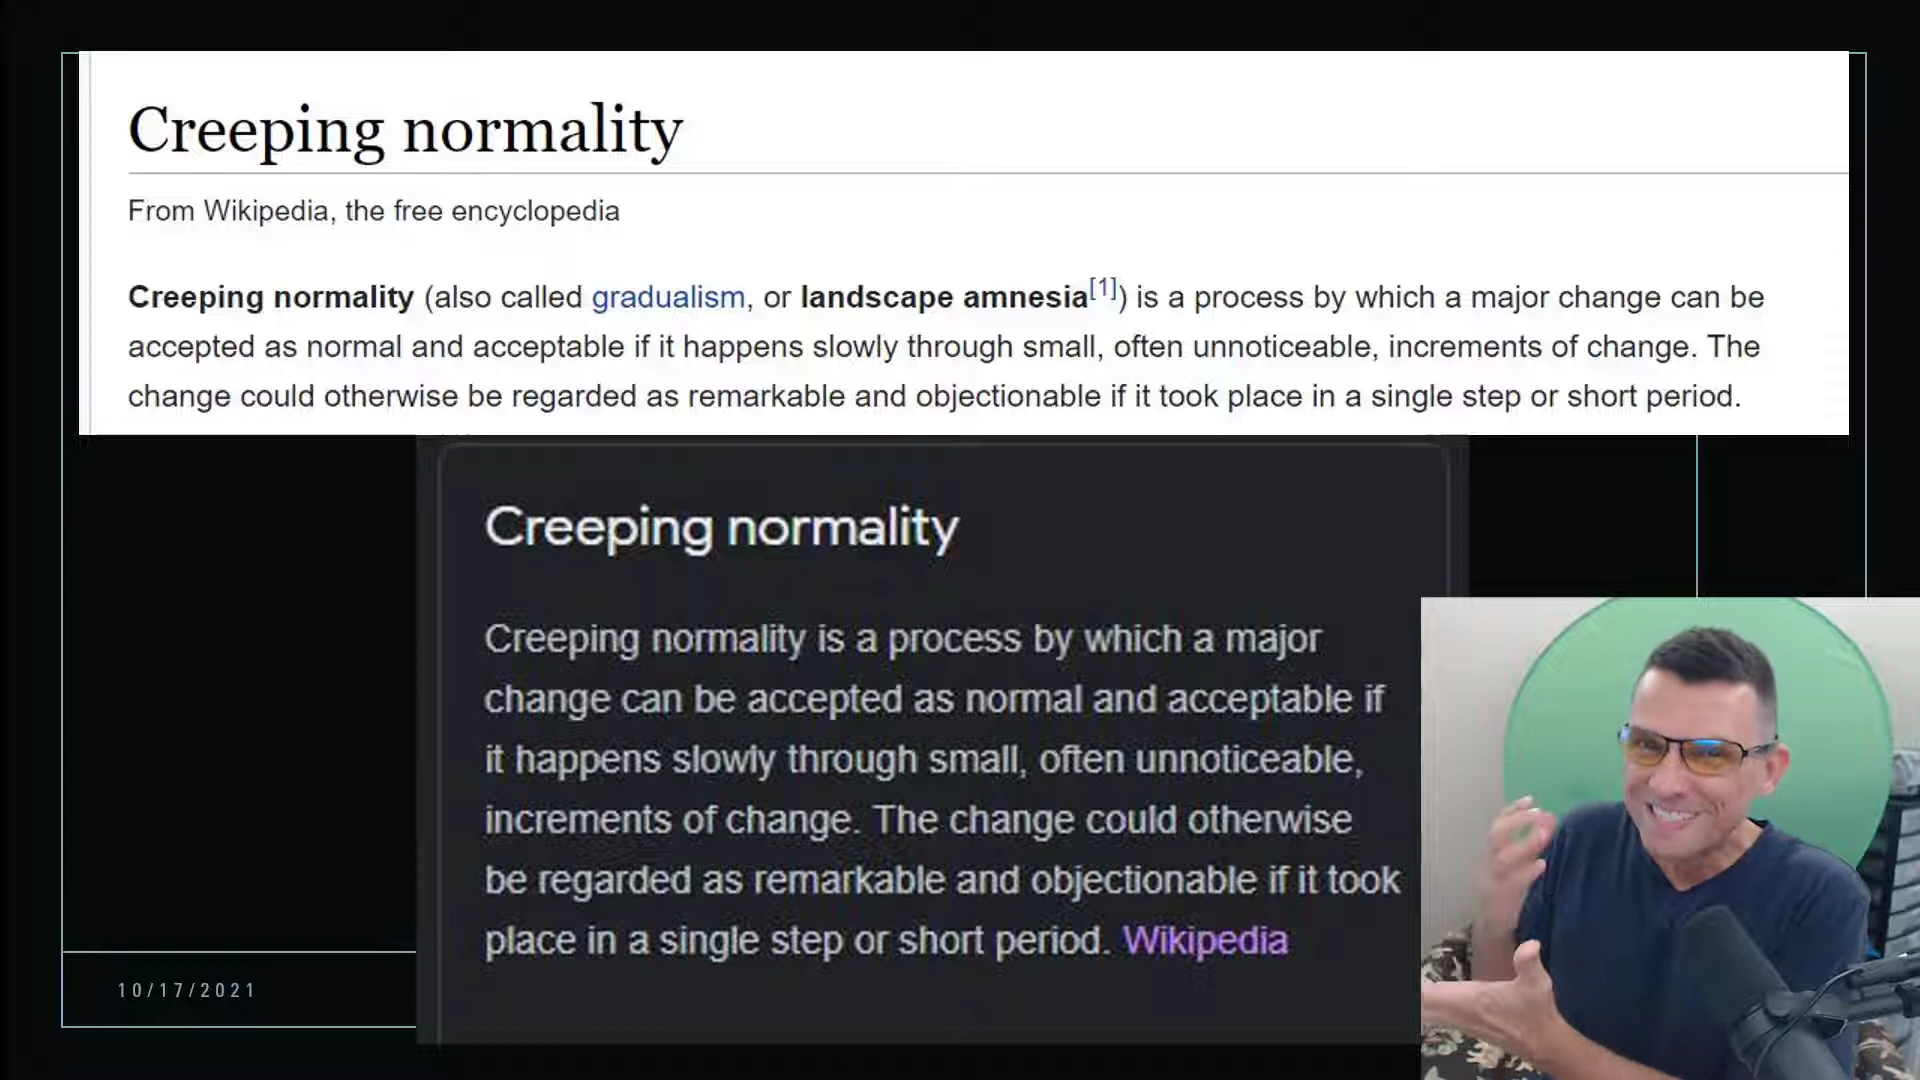 Creeping normality
From Wikipedia, the free encyclopedia
Creeping normality (also called gradualism, or landscape amnesia[1]) is a process by which a major change can be
accepted as normal and acceptable if it happens slowly through small, often unnoticeable, increments of change. The
change could otherwise be regarded as remarkable and objectionable if it took place in a single step or short period.
Creeping normality
Creeping normality is a process by which a major
change can be accepted as normal and acceptable if
it happens slowly through small, often unnoticeable,
increments of change. The change could otherwise
be regarded as remarkable and objectionable if it took
place in a single step or short period. Wikipedia
10/17/2021